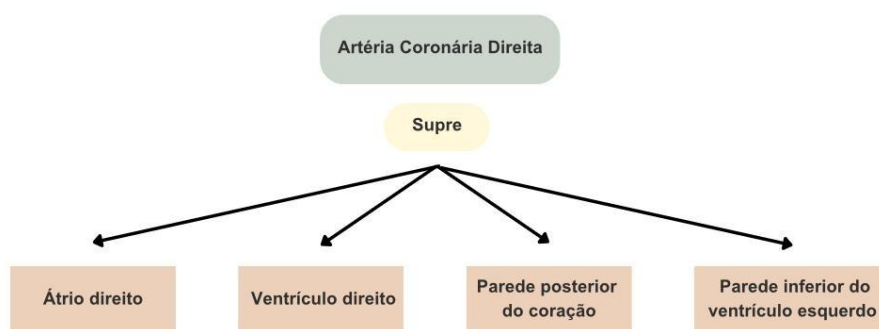 Artéria Coronária Direita
Supre
Átrio direito
Ventrículo direito
Parede posterior
do coração
Parede inferior do
ventrículo esquerdo